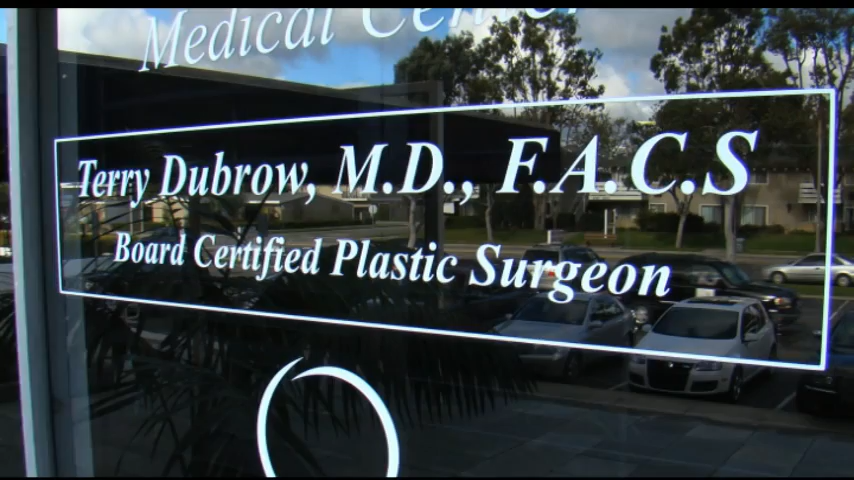 Medical Center
Terry Dubrow, M.D., F.A.C.S
Board Certified Plastic Surgeon